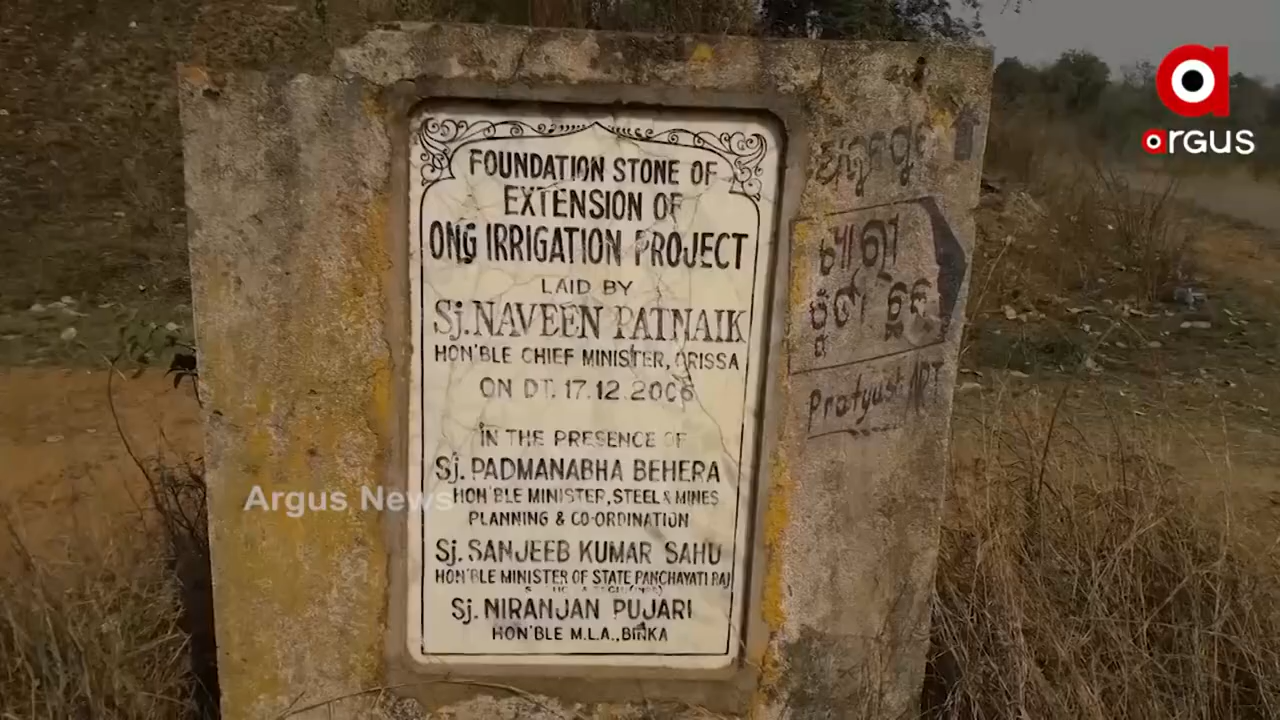 FOUNDATION STONE OF
EXTENSION OF
ONG IRRIGATION PROJECT
LAID BY
Sj. NAVEEN PATNAIK
HON'BLE CHIEF MINISTER, ORISSA
ON DT. 17.12.2006
IN THE PRESENCE OF
Sj. PADMANABHA BEHERA
HON'BLE MINISTER, STEEL & MINES
PLANNING & CO-ORDINATION
Sj. SANJEEB KUMAR SAHU
HON'BLE MINISTER OF STATE PANCHAYATI RAJ
Sj. NIRANJAN PUJARI
HON'BLE M.L.A., BINKA
Pratyush ART
argus
Argus News